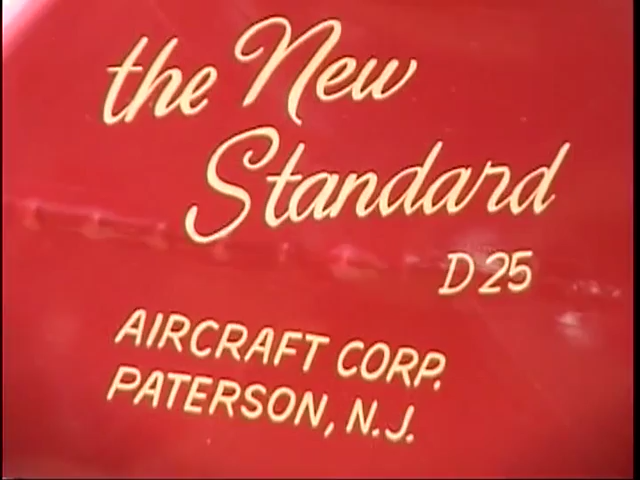 the New
Standard
D25
AIRCRAFT CORP.
PATERSON, N.J.